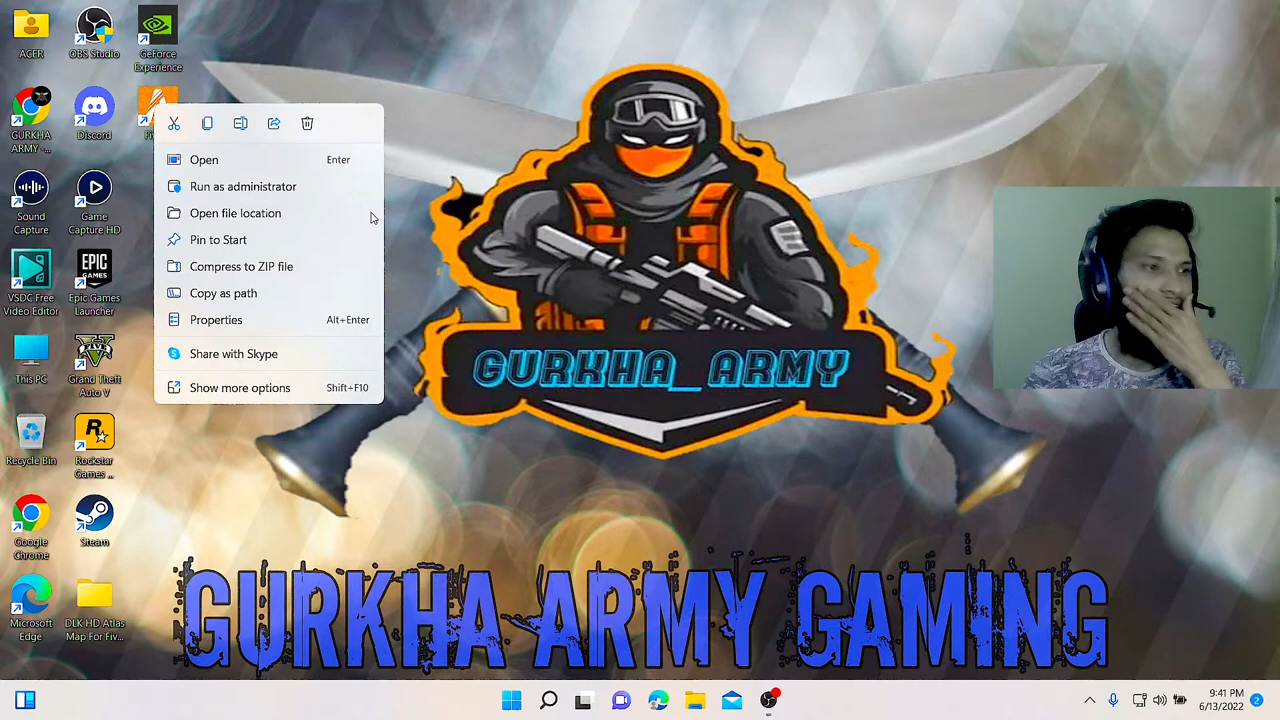 ACER
OBS Studio
GeForce
Experience
GURKHA
ARMY -...
Discord
Sound
Capture
Game
Capture HD
VSDC Free
Video Editor
EPIC
GAMES
Epic Games
Launcher
This PC
Grand Theft
Auto V
Recycle Bin
Rockstar
Games ...
Google
Chrome
Steam
Microsoft
Edge
DLK HD Atlas
Map For Fiv...
Open Enter
Run as administrator
Open file location
Pin to Start
Compress to ZIP file
Copy as path
Properties Alt+Enter
Share with Skype
Show more options Shift+F10
GURKHA_ARMY
GURKHA ARMY GAMING
9:41 PM
6/13/2022
2